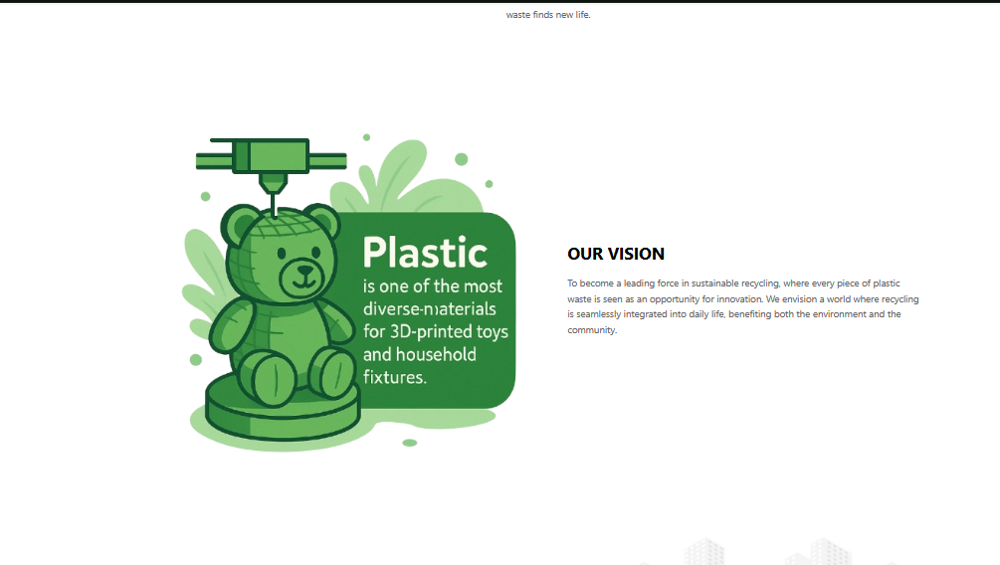 waste finds new life.
Plastic
is one of the most
diverse-materials
for 3D-printed toys
and household
fixtures.
OUR VISION
To become a leading force in sustainable recycling, where every piece of plastic
waste is seen as an opportunity for innovation. We envision a world where recycling
is seamlessly integrated into daily life, benefiting both the environment and the
community.